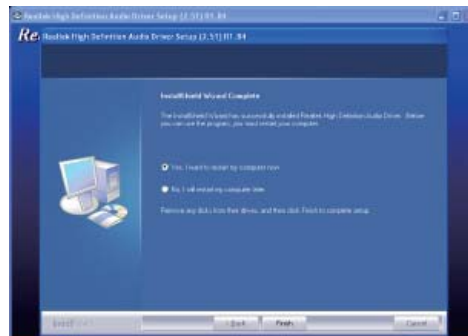 Realtek High Definition Audio Driver Setup (2.51) R1.84
Re
Realtek High Definition Audio Driver Setup (2.51) R1.84
InstallShield Wizard Complete
The InstallShield Wizard has successfully installed Realtek High Definition Audio Driver. Before
you can use the program, you must restart your computer.
Yes, I want to restart my computer now.
No, I will restart my computer later.
Remove any disks from their drives, and then click Finish to complete setup.
InstallShield
< Back
Finish
Cancel